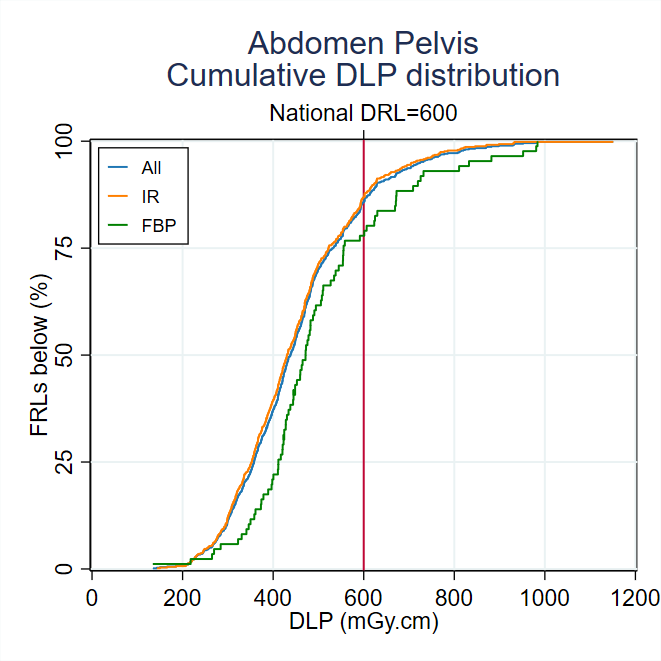 Abdomen Pelvis
Cumulative DLP distribution
National DRL=600
All
IR
FBP
FRLs below (%)
100
75
50
25
0
0 200 400 600 800 1000 1200
DLP (mGy.cm)